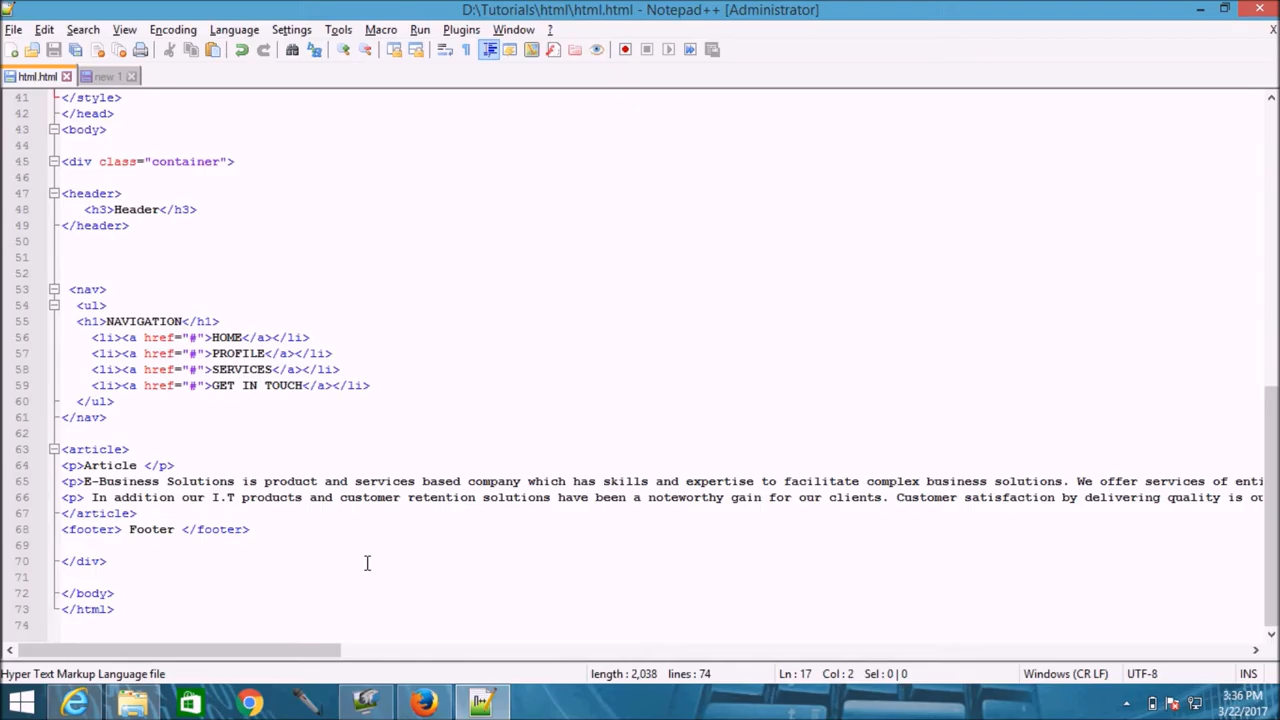 D:\Tutorials\html\html.html - Notepad++ [Administrator]
File Edit Search View Encoding Language Settings Tools Macro Run Plugins Window ? X
html.html new 1
41 </style>
42 </head>
43 <body>
44
45 <div class="container">
46
47 <header>
48 <h3>Header</h3>
49 </header>
50
51
52
53 <nav>
54 <ul>
55 <h1>NAVIGATION</h1>
56 <li><a href="#">HOME</a></li>
57 <li><a href="#">PROFILE</a></li>
58 <li><a href="#">SERVICES</a></li>
59 <li><a href="#">GET IN TOUCH</a></li>
60 </ul>
61 </nav>
62
63 <article>
64 <p>Article </p>
65 <p>E-Business Solutions is product and services based company which has skills and expertise to facilitate complex business solutions. We offer services of enti
66 <p> In addition our I.T products and customer retention solutions have been a noteworthy gain for our clients. Customer satisfaction by delivering quality is ou
67 </article>
68 <footer> Footer </footer>
69
70 </div>
71
72 </body>
73 </html>
74
Hyper Text Markup Language file length : 2,038 lines : 74 Ln : 17 Col : 2 Sel : 0 | 0 Windows (CR LF) UTF-8 INS
3:36 PM
3/22/2017